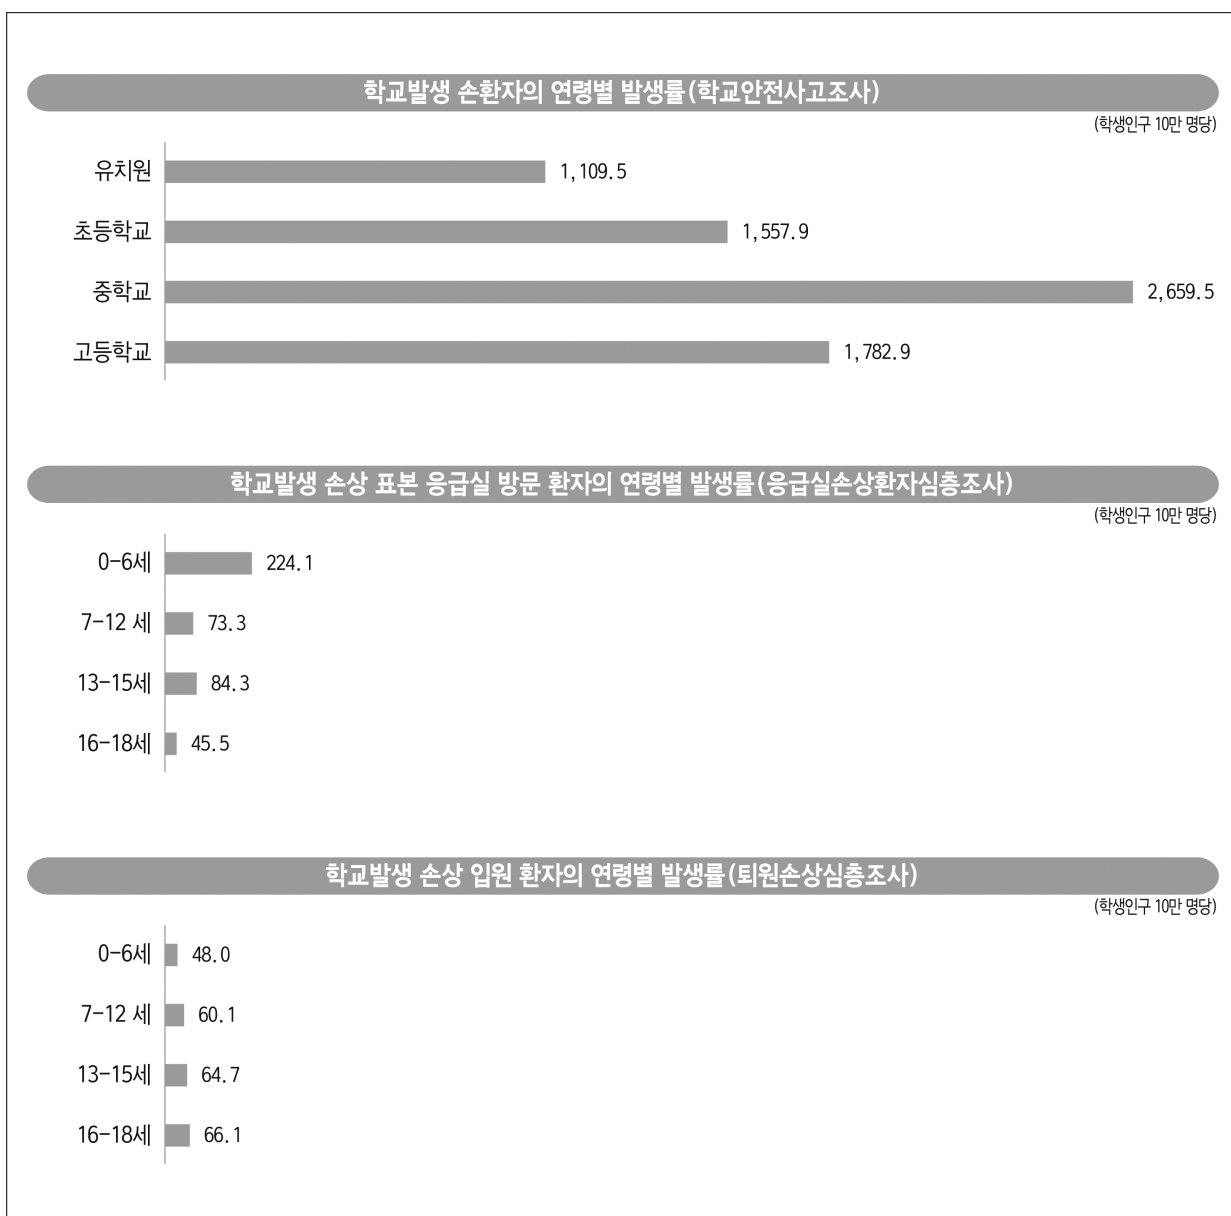 학교발생 손환자의 연령별 발생률(학교안전사고조사)
(학생인구 10만 명당)
유치원 1,109.5
초등학교 1,557.9
중학교 2,659.5
고등학교 1,782.9
학교발생 손상 표본 응급실 방문 환자의 연령별 발생률(응급실손상환자심층조사)
(학생인구 10만 명당)
0-6세 224.1
7-12 세 73.3
13-15세 84.3
16-18세 45.5
학교발생 손상 입원 환자의 연령별 발생률(퇴원손상심층조사)
(학생인구 10만 명당)
0-6세 48.0
7-12 세 60.1
13-15세 64.7
16-18세 66.1